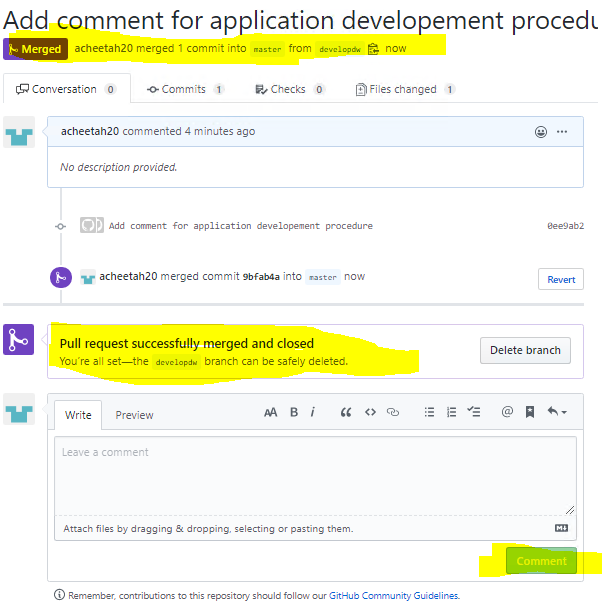 Add comment for application developement procedu
Merged acheetah20 merged 1 commit into master from developdw now
Conversation 0 Commits 1 Checks 0 Files changed 1
acheetah20 commented 4 minutes ago
No description provided.
Add comment for application developement procedure 0ee9ab2
acheetah20 merged commit 9bfab4a into master now
Revert
Pull request successfully merged and closed
You're all set—the developdw branch can be safely deleted.
Delete branch
Write Preview
AA B i “ <> @
Leave a comment
Attach files by dragging & dropping, selecting or pasting them.
M↓
Comment
Remember, contributions to this repository should follow our GitHub Community Guidelines.